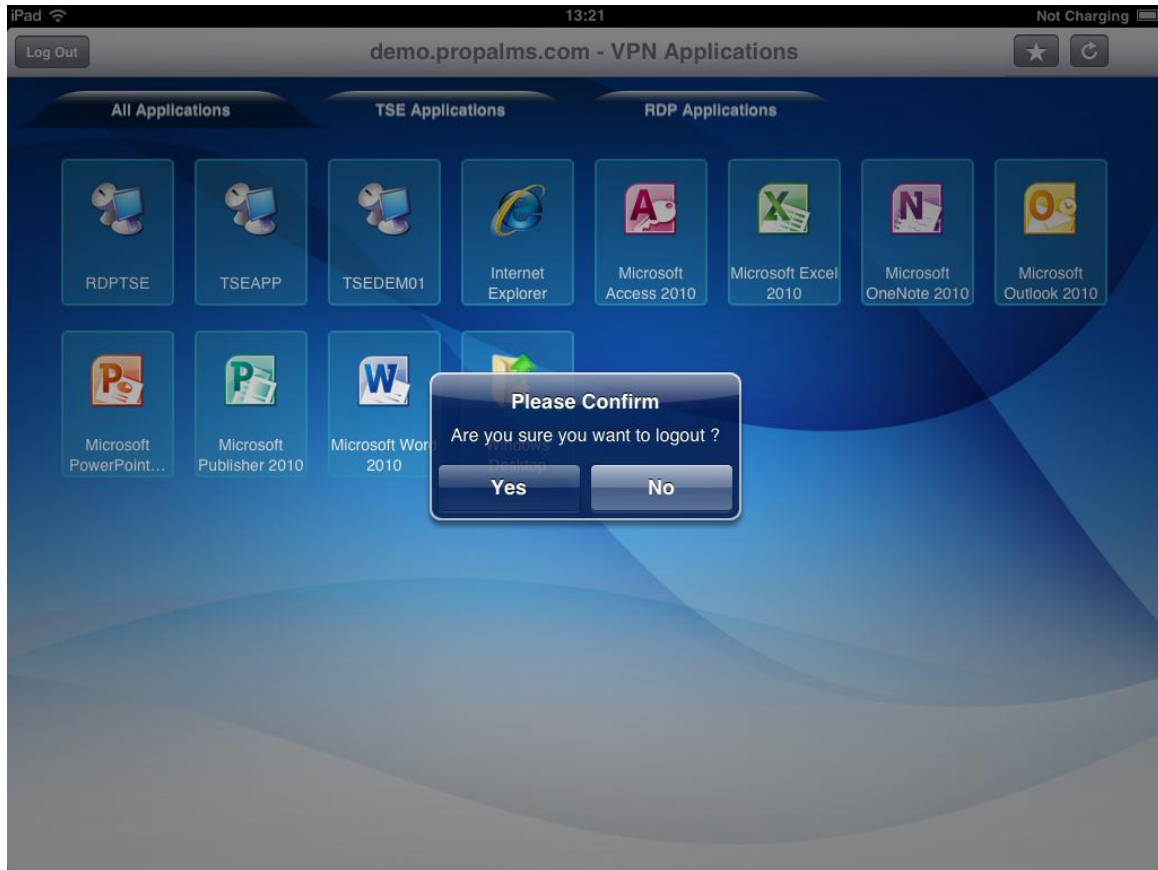 iPad 13:21 Not Charging
Log Out demo.propalms.com - VPN Applications
All Applications TSE Applications RDP Applications
RDPTSE TSEAPP TSEDEM01 Internet Explorer Microsoft Access 2010 Microsoft Excel 2010 Microsoft OneNote 2010 Microsoft Outlook 2010
Microsoft PowerPoint... Microsoft Publisher 2010 Microsoft Word 2010 Windows Desktop
Please Confirm
Are you sure you want to logout ?
Yes No